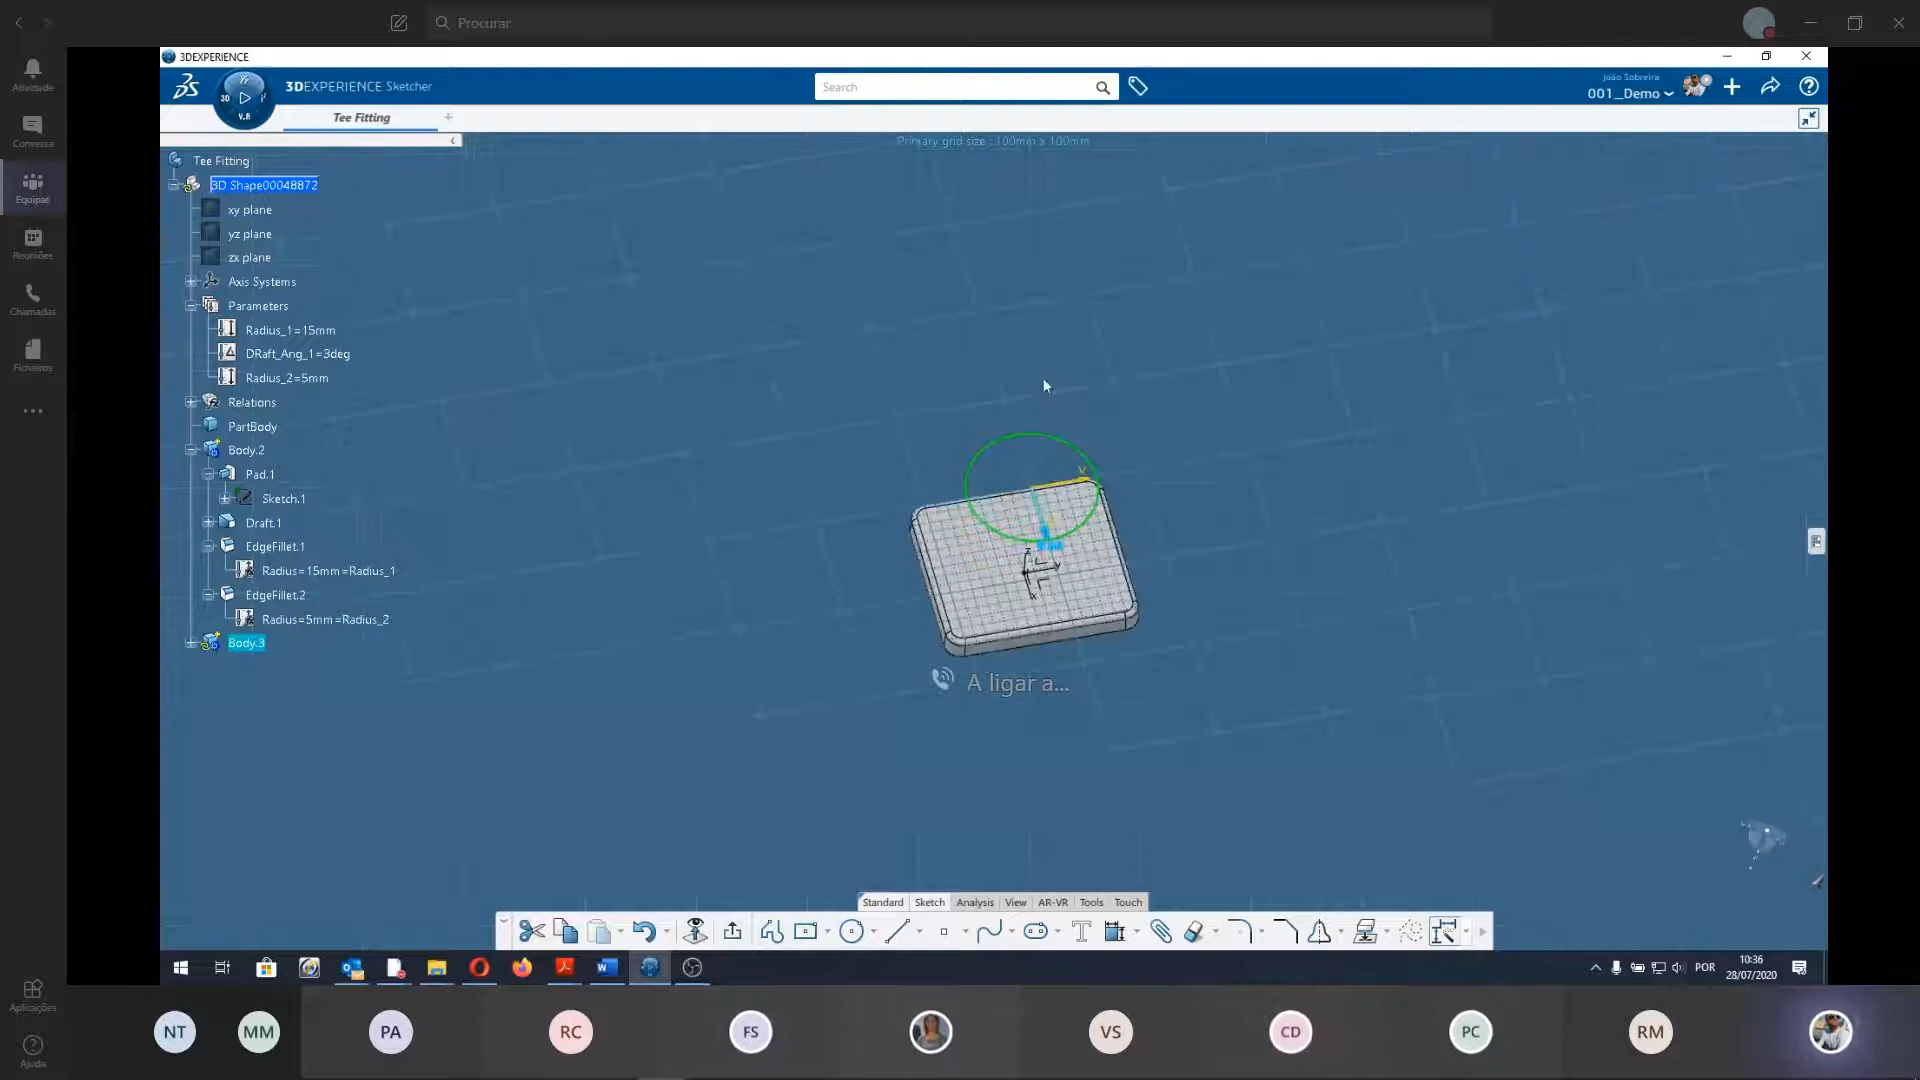 Procurar
3DEXPERIENCE
3DEXPERIENCE Sketcher
Search
João Sobreira
001_Demo
3D
V.R
Tee Fitting
Primary grid size : 100mm x 100mm
Atividade
Conversa
Equipas
Reuniões
Chamadas
Ficheiros
Aplicações
Ajuda
Tee Fitting
3D Shape00048872
xy plane
yz plane
zx plane
Axis Systems
Parameters
Radius_1=15mm
DRaft_Ang_1=3deg
Radius_2=5mm
Relations
PartBody
Body.2
Pad.1
Sketch.1
Draft.1
EdgeFillet.1
Radius=15mm=Radius_1
EdgeFillet.2
Radius=5mm=Radius_2
Body.3
V
z
y
x
A ligar a...
Standard Sketch Analysis View AR-VR Tools Touch
POR
10:36
28/07/2020
NT MM PA RC FS VS CD PC RM